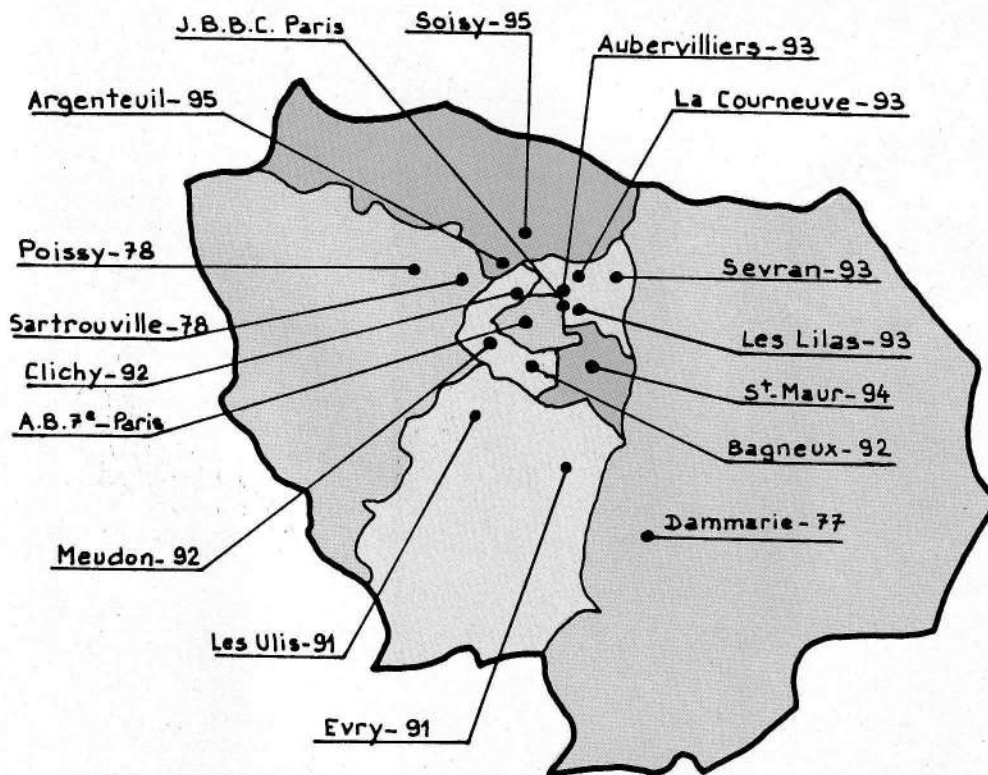 J.B.B.C. Paris
Soisy-95
Aubervilliers-93
Argenteuil-95
La Courneuve-93
Poissy-78
Sevran-93
Sartrouville-78
Les Lilas-93
Clichy-92
St-Maur-94
A.B.7e-Paris
Bagneux-92
Dammarie-77
Meudon-92
Les Ulis-91
Evry-91